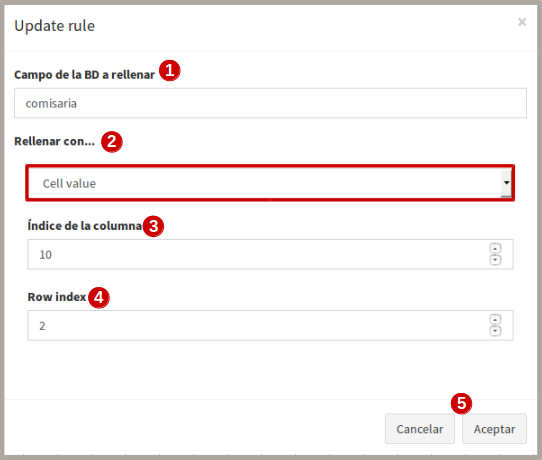 Update rule ×
Campo de la BD a rellenar 1
comisaria
Rellenar con... 2
Cell value
Índice de la columna 3
10
Row index 4
2
5
Cancelar Aceptar